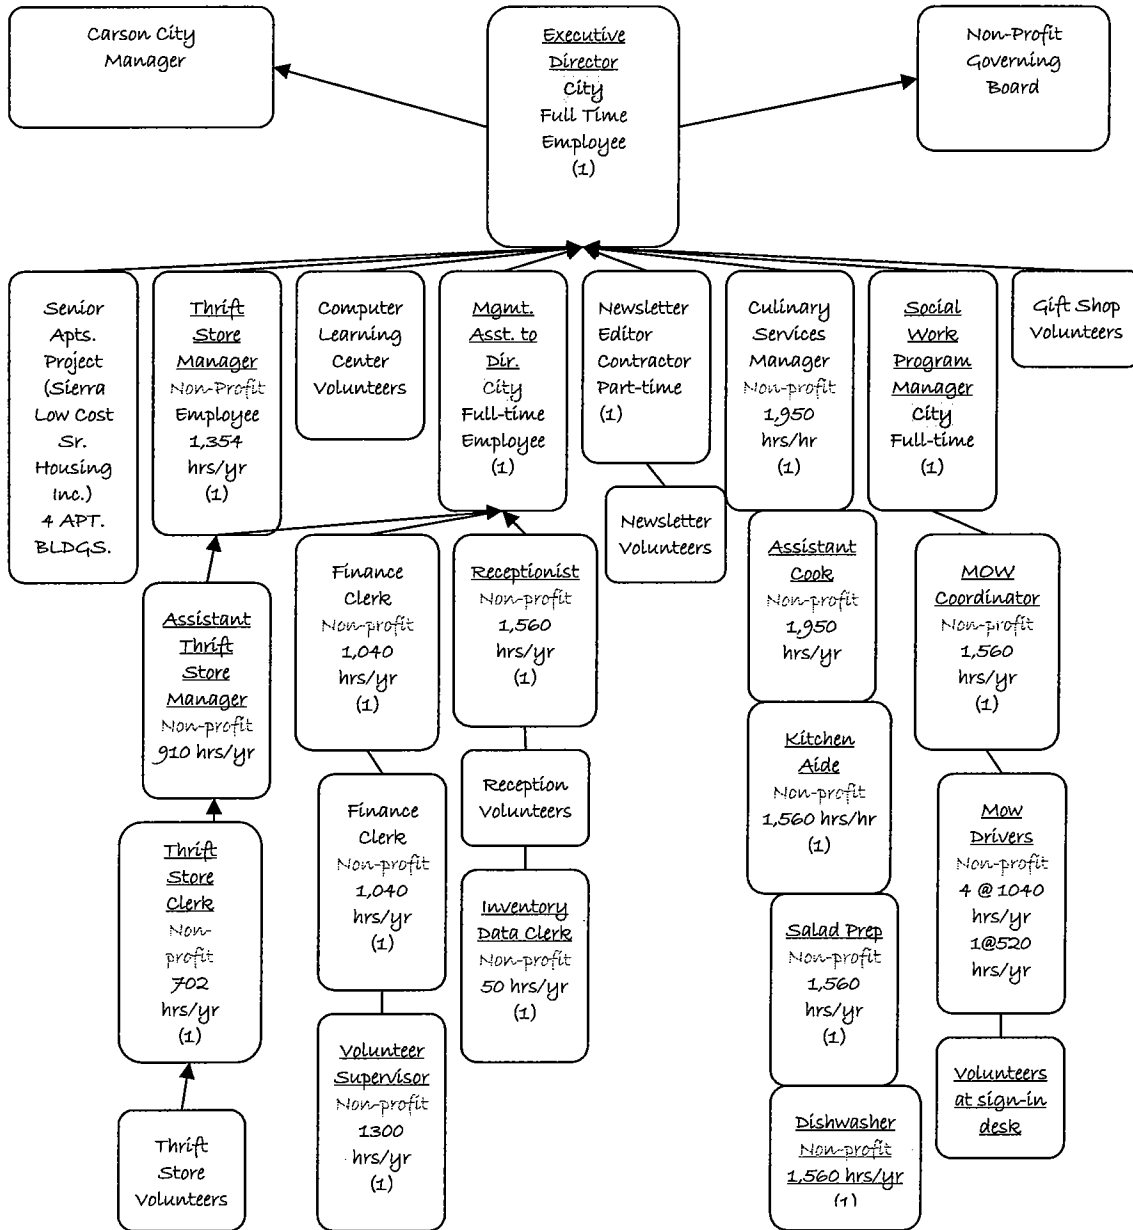 Carson City
Manager
Executive
Director
City
Full Time
Employee
(1)
Non-Profit
Governing
Board
Senior
Apts.
Project
(Sierra
Low Cost
Sr.
Housing
Inc.)
4 APT.
BLDGS.
Thrift
Store
Manager
Non-Profit
Employee
1,354
hrs/yr
(1)
Computer
Learning
Center
Volunteers
Mgmt.
Asst. to
Dir.
City
Full-time
Employee
(1)
Newsletter
Editor
Contractor
Part-time
(1)
Culinary
Services
Manager
Non-profit
1,950
hrs/hr
(1)
Social
Work
Program
Manager
City
Full-time
(1)
Gift Shop
Volunteers
Newsletter
Volunteers
Assistant
Thrift
Store
Manager
Non-profit
910 hrs/yr
Finance
Clerk
Non-profit
1,040
hrs/yr
(1)
Receptionist
Non-profit
1,560
hrs/yr
(1)
Assistant
Cook
Non-profit
1,950
hrs/yr
MOW
Coordinator
Non-profit
1,560
hrs/yr
(1)
Thrift
Store
Clerk
Non-
profit
702
hrs/yr
(1)
Finance
Clerk
Non-profit
1,040
hrs/yr
(1)
Reception
Volunteers
Kitchen
Aide
Non-profit
1,560 hrs/hr
(1)
Mow
Drivers
Non-profit
4 @ 1040
hrs/yr
1@520
hrs/yr
Inventory
Data Clerk
Non-profit
50 hrs/yr
(1)
Salad Prep
Non-profit
1,560
hrs/yr
(1)
Thrift
Store
Volunteers
Volunteer
Supervisor
Non-profit
1300
hrs/yr
(1)
Dishwasher
Non-profit
1,560 hrs/yr
(1)
Volunteers
at sign-in
desk